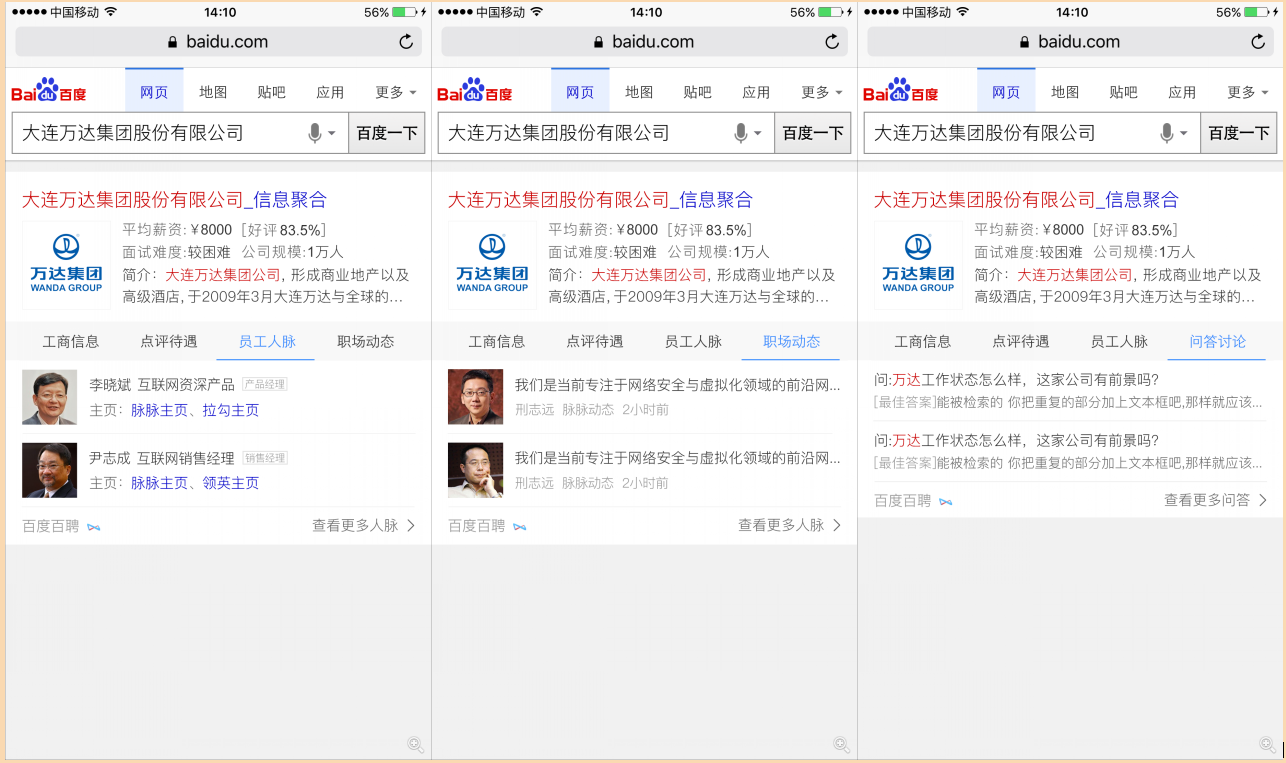 中国移动 14:10 56%
baidu.com
Bai du 百度 网页 地图 贴吧 应用 更多
大连万达集团股份有限公司 百度一下
大连万达集团股份有限公司_信息聚合
平均薪资:¥8000 [好评83.5%]
面试难度:较困难 公司规模:1万人
简介：大连万达集团公司, 形成商业地产以及
高级酒店, 于2009年3月大连万达与全球的...
万达集团
WANDA GROUP
工商信息 点评待遇 员工人脉 职场动态
李晓斌 互联网资深产品 产品经理
主页：脉脉主页、拉勾主页
尹志成 互联网销售经理 销售经理
主页：脉脉主页、领英主页
百度百聘 查看更多人脉
中国移动 14:10 56%
baidu.com
Bai du 百度 网页 地图 贴吧 应用 更多
大连万达集团股份有限公司 百度一下
大连万达集团股份有限公司_信息聚合
平均薪资:¥8000 [好评83.5%]
面试难度:较困难 公司规模:1万人
简介：大连万达集团公司, 形成商业地产以及
高级酒店, 于2009年3月大连万达与全球的...
万达集团
WANDA GROUP
工商信息 点评待遇 员工人脉 职场动态
我们是当前专注于网络安全与虚拟化领域的前沿网...
刑志远 脉脉动态 2小时前
我们是当前专注于网络安全与虚拟化领域的前沿网...
刑志远 脉脉动态 2小时前
百度百聘 查看更多人脉
中国移动 14:10 56%
baidu.com
Bai du 百度 网页 地图 贴吧 应用 更多
大连万达集团股份有限公司 百度一下
大连万达集团股份有限公司_信息聚合
平均薪资:¥8000 [好评83.5%]
面试难度:较困难 公司规模:1万人
简介：大连万达集团公司, 形成商业地产以及
高级酒店, 于2009年3月大连万达与全球的...
万达集团
WANDA GROUP
工商信息 点评待遇 员工人脉 问答讨论
问:万达工作状态怎么样，这家公司有前景吗?
[最佳答案]能被检索的 你把重复的部分加上文本框吧,那样就应该...
问:万达工作状态怎么样，这家公司有前景吗?
[最佳答案]能被检索的 你把重复的部分加上文本框吧,那样就应该...
百度百聘 查看更多问答